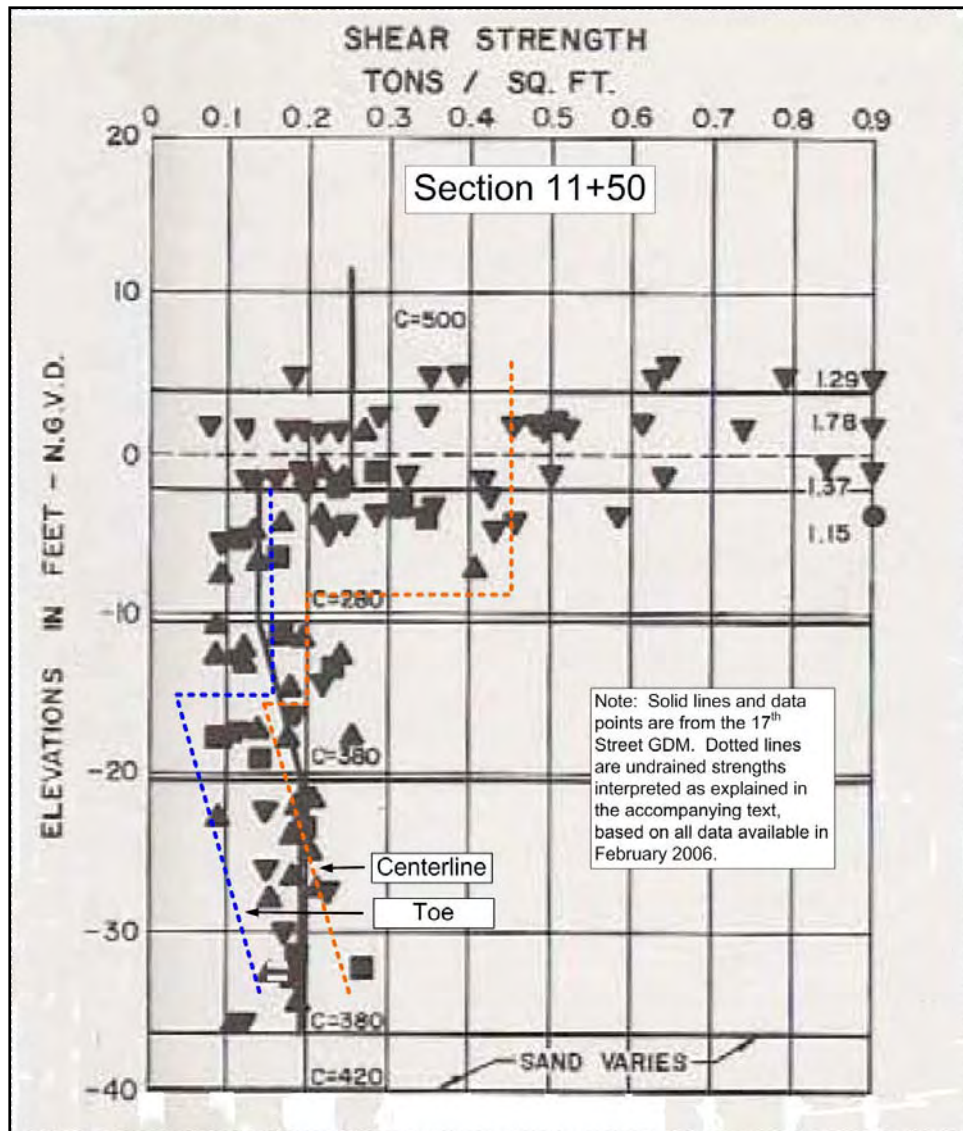 SHEAR STRENGTH
TONS / SQ. FT.
0 0.1 0.2 0.3 0.4 0.5 0.6 0.7 0.8 0.9
20
Section 11+50
10
C=500
1.29
1.78
0
1.37
1.15
ELEVATIONS IN FEET - N.G.V.D.
C=280
-10
Note: Solid lines and data
points are from the 17th
Street GDM. Dotted lines
are undrained strengths
interpreted as explained in
the accompanying text,
based on all data available in
February 2006.
C=380
-20
Centerline
Toe
-30
C=380
SAND VARIES
C=420
-40